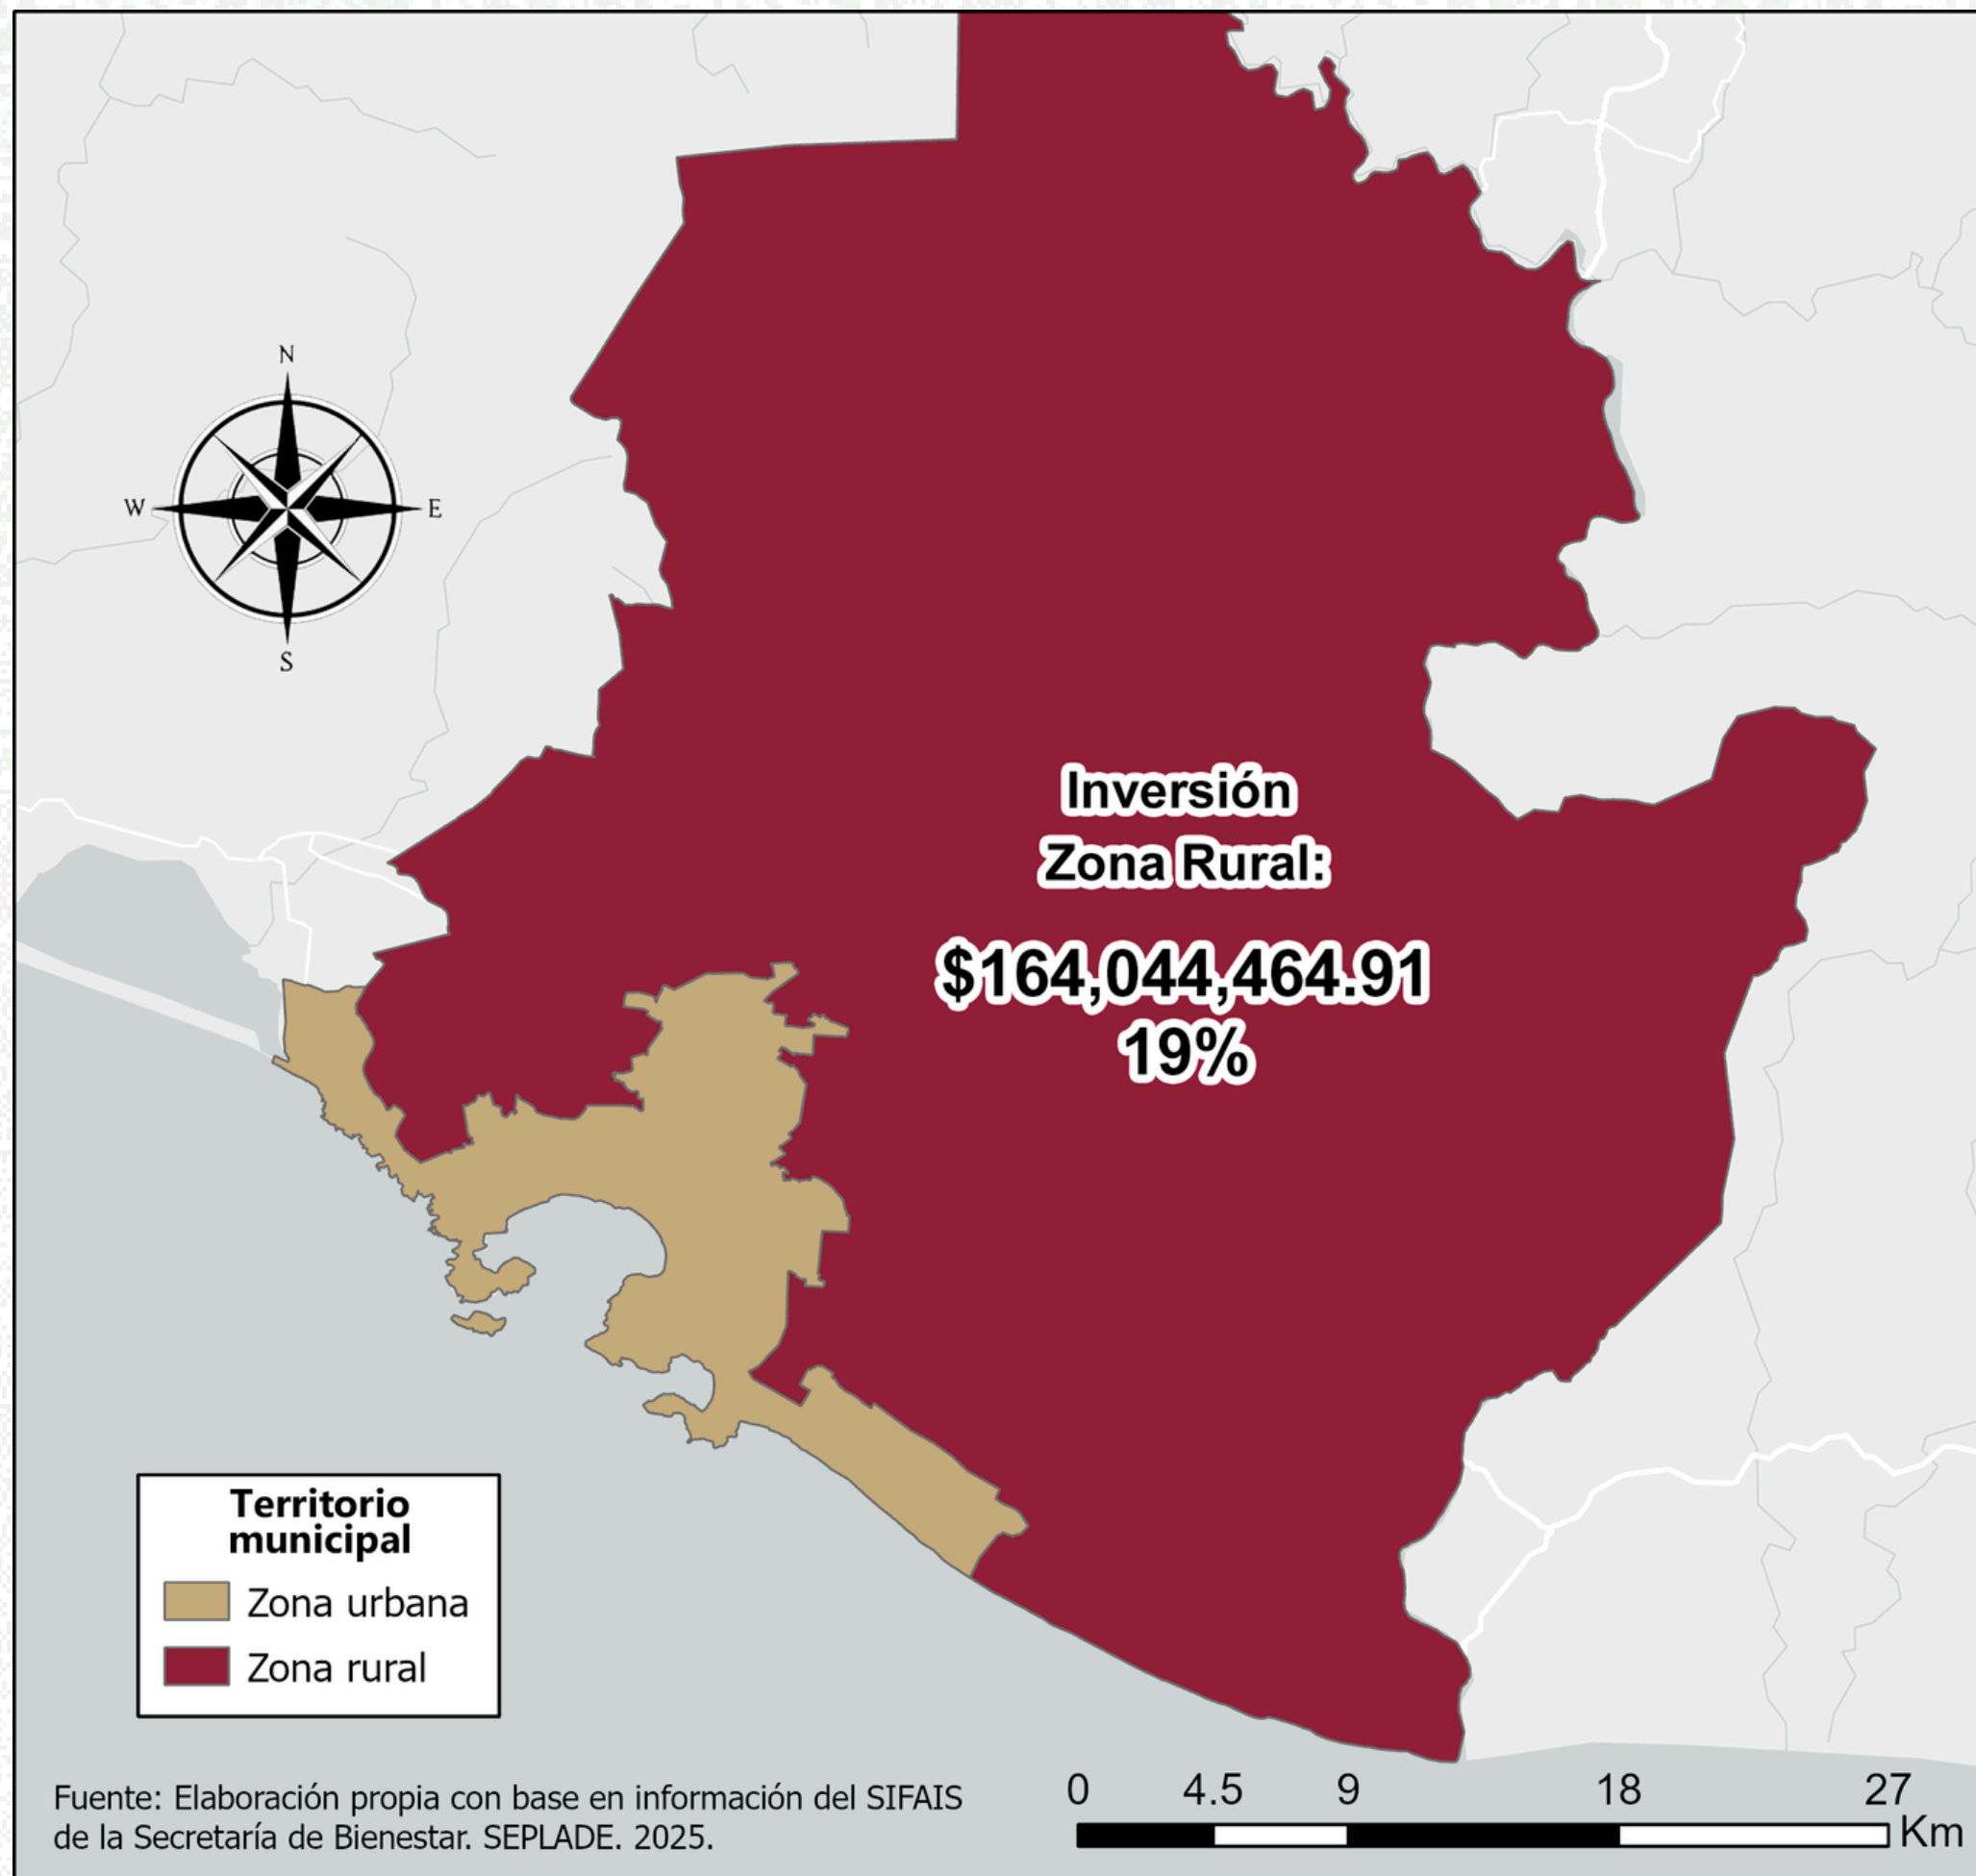 N
W
E
S
Inversión
Zona Rural:
$164,044,464.91
19%
Territorio
municipal
Zona urbana
Zona rural
Fuente: Elaboración propia con base en información del SIFAIS
de la Secretaría de Bienestar. SEPLADE. 2025.
0 4.5 9 18 27
Km